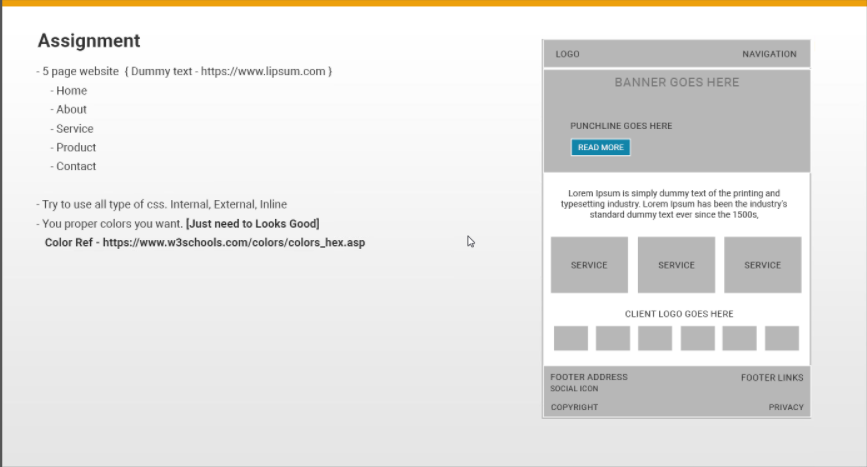 Assignment
- 5 page website { Dummy text - https://www.lipsum.com }
- Home
- About
- Service
- Product
- Contact
- Try to use all type of css. Internal, External, Inline
- You proper colors you want. [Just need to Looks Good]
Color Ref - https://www.w3schools.com/colors/colors_hex.asp
LOGO NAVIGATION
BANNER GOES HERE
PUNCHLINE GOES HERE
READ MORE
Lorem Ipsum is simply dummy text of the printing and
typesetting industry. Lorem Ipsum has been the industry's
standard dummy text ever since the 1500s,
SERVICE SERVICE SERVICE
CLIENT LOGO GOES HERE
FOOTER ADDRESS FOOTER LINKS
SOCIAL ICON
COPYRIGHT PRIVACY